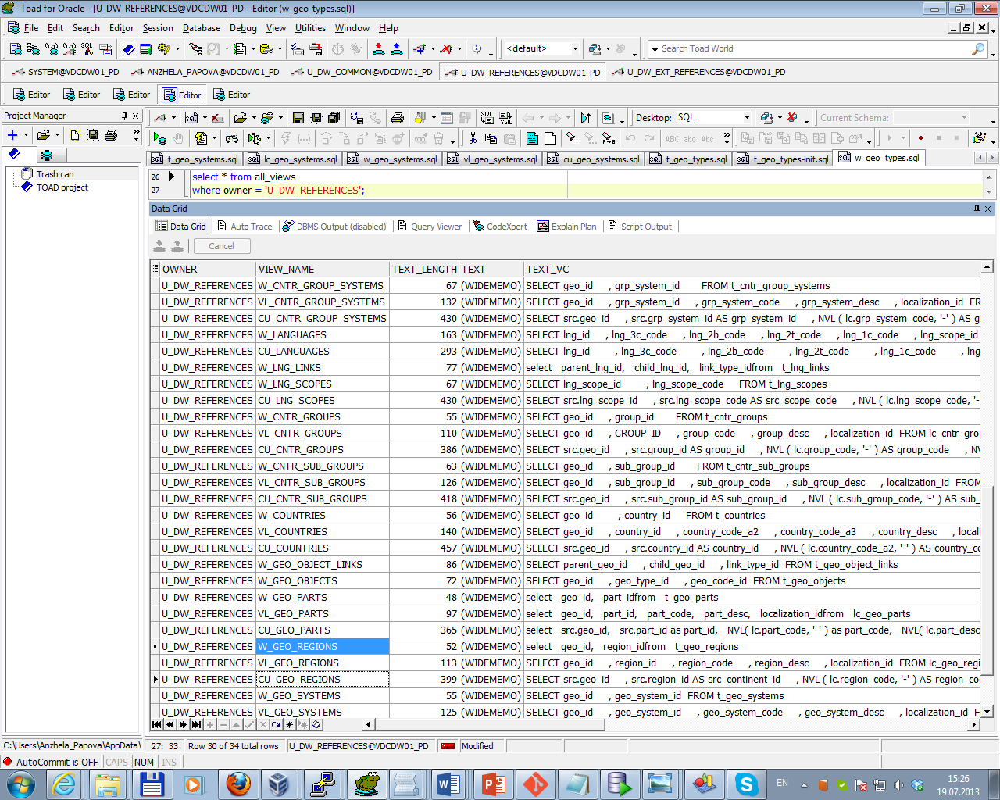 Toad for Oracle - [U_DW_REFERENCES@VDCDW01_PD - Editor (w_geo_types.sql)]
File Edit Search Editor Session Database Debug View Utilities Window Help
<default> Search Toad World
SYSTEM@VDCDW01_PD ANZHELA_PAPOVA@VDCDW01_PD U_DW_COMMON@VDCDW01_PD U_DW_REFERENCES@VDCDW01_PD U_DW_EXT_REFERENCES@VDCDW01_PD
Editor Editor Editor Editor Editor
Project Manager
Desktop: SQL Current Schema:
Trash can
TOAD project
t_geo_systems.sql lc_geo_systems.sql w_geo_systems.sql vl_geo_systems.sql cu_geo_systems.sql t_geo_types.sql t_geo_types-init.sql w_geo_types.sql
26 select * from all_views
27 where owner = 'U_DW_REFERENCES';
Data Grid
Data Grid Auto Trace DBMS Output (disabled) Query Viewer CodeXpert Explain Plan Script Output
Cancel
OWNER VIEW_NAME TEXT_LENGTH TEXT TEXT_VC
U_DW_REFERENCES W_CNTR_GROUP_SYSTEMS 67 (WIDEMEMO) SELECT geo_id , grp_system_id FROM t_cntr_group_systems
U_DW_REFERENCES VL_CNTR_GROUP_SYSTEMS 132 (WIDEMEMO) SELECT geo_id , grp_system_id , grp_system_code , grp_system_desc , localization_id FR
U_DW_REFERENCES CU_CNTR_GROUP_SYSTEMS 430 (WIDEMEMO) SELECT src.geo_id , src.grp_system_id AS grp_system_id , NVL ( lc.grp_system_code, '-' ) AS g
U_DW_REFERENCES W_LANGUAGES 163 (WIDEMEMO) SELECT lng_id , lng_3c_code , lng_2b_code , lng_2t_code , lng_1c_code , lng_scope_id
U_DW_REFERENCES CU_LANGUAGES 293 (WIDEMEMO) SELECT lng_id , lng_3c_code , lng_2b_code , lng_2t_code , lng_1c_code , lng
U_DW_REFERENCES W_LNG_LINKS 77 (WIDEMEMO) select parent_lng_id, child_lng_id, link_type_idfrom t_lng_links
U_DW_REFERENCES W_LNG_SCOPES 67 (WIDEMEMO) SELECT lng_scope_id , lng_scope_code FROM t_lng_scopes
U_DW_REFERENCES CU_LNG_SCOPES 430 (WIDEMEMO) SELECT src.lng_scope_id , src.lng_scope_code AS src_scope_code , NVL ( lc.lng_scope_code, '-
U_DW_REFERENCES W_CNTR_GROUPS 55 (WIDEMEMO) SELECT geo_id , group_id FROM t_cntr_groups
U_DW_REFERENCES VL_CNTR_GROUPS 110 (WIDEMEMO) SELECT geo_id , GROUP_ID , group_code , group_desc , localization_id FROM lc_cntr_grou
U_DW_REFERENCES CU_CNTR_GROUPS 386 (WIDEMEMO) SELECT src.geo_id , src.group_id AS group_id , NVL ( lc.group_code, '-' ) AS group_code , NV
U_DW_REFERENCES W_CNTR_SUB_GROUPS 63 (WIDEMEMO) SELECT geo_id , sub_group_id FROM t_cntr_sub_groups
U_DW_REFERENCES VL_CNTR_SUB_GROUPS 126 (WIDEMEMO) SELECT geo_id , sub_group_id , sub_group_code , sub_group_desc , localization_id FROM
U_DW_REFERENCES CU_CNTR_SUB_GROUPS 418 (WIDEMEMO) SELECT src.geo_id , src.sub_group_id AS sub_group_id , NVL ( lc.sub_group_code, '-' ) AS sub_
U_DW_REFERENCES W_COUNTRIES 56 (WIDEMEMO) SELECT geo_id , country_id FROM t_countries
U_DW_REFERENCES VL_COUNTRIES 140 (WIDEMEMO) SELECT geo_id , country_id , country_code_a2 , country_code_a3 , country_desc , locali
U_DW_REFERENCES CU_COUNTRIES 457 (WIDEMEMO) SELECT src.geo_id , src.country_id AS country_id , NVL ( lc.country_code_a2, '-' ) AS country_co
U_DW_REFERENCES W_GEO_OBJECT_LINKS 86 (WIDEMEMO) SELECT parent_geo_id , child_geo_id , link_type_id FROM t_geo_object_links
U_DW_REFERENCES W_GEO_OBJECTS 72 (WIDEMEMO) SELECT geo_id , geo_type_id , geo_code_id FROM t_geo_objects
U_DW_REFERENCES W_GEO_PARTS 48 (WIDEMEMO) select geo_id, part_idfrom t_geo_parts
U_DW_REFERENCES VL_GEO_PARTS 97 (WIDEMEMO) select geo_id, part_id, part_code, part_desc, localization_idfrom lc_geo_parts
U_DW_REFERENCES CU_GEO_PARTS 365 (WIDEMEMO) select src.geo_id, src.part_id as part_id, NVL( lc.part_code, '-' ) as part_code, NVL( lc.part_desc
U_DW_REFERENCES W_GEO_REGIONS 52 (WIDEMEMO) select geo_id, region_idfrom t_geo_regions
U_DW_REFERENCES VL_GEO_REGIONS 113 (WIDEMEMO) SELECT geo_id , region_id , region_code , region_desc , localization_id FROM lc_geo_regi
U_DW_REFERENCES CU_GEO_REGIONS 399 (WIDEMEMO) SELECT src.geo_id , src.region_id AS src_continent_id , NVL ( lc.region_code, '-' ) AS region_cod
U_DW_REFERENCES W_GEO_SYSTEMS 55 (WIDEMEMO) SELECT geo_id , geo_system_id FROM t_geo_systems
U_DW_REFERENCES VL_GEO_SYSTEMS 125 (WIDEMEMO) SELECT geo_id , geo_system_id , geo_system_code , geo_system_desc , localization_id F
C:\Users\Anzhela_Papova\AppData\ 27: 33 Row 30 of 34 total rows U_DW_REFERENCES@VDCDW01_PD Modified
AutoCommit is OFF CAPS NUM INS
EN 15:26
19.07.2013